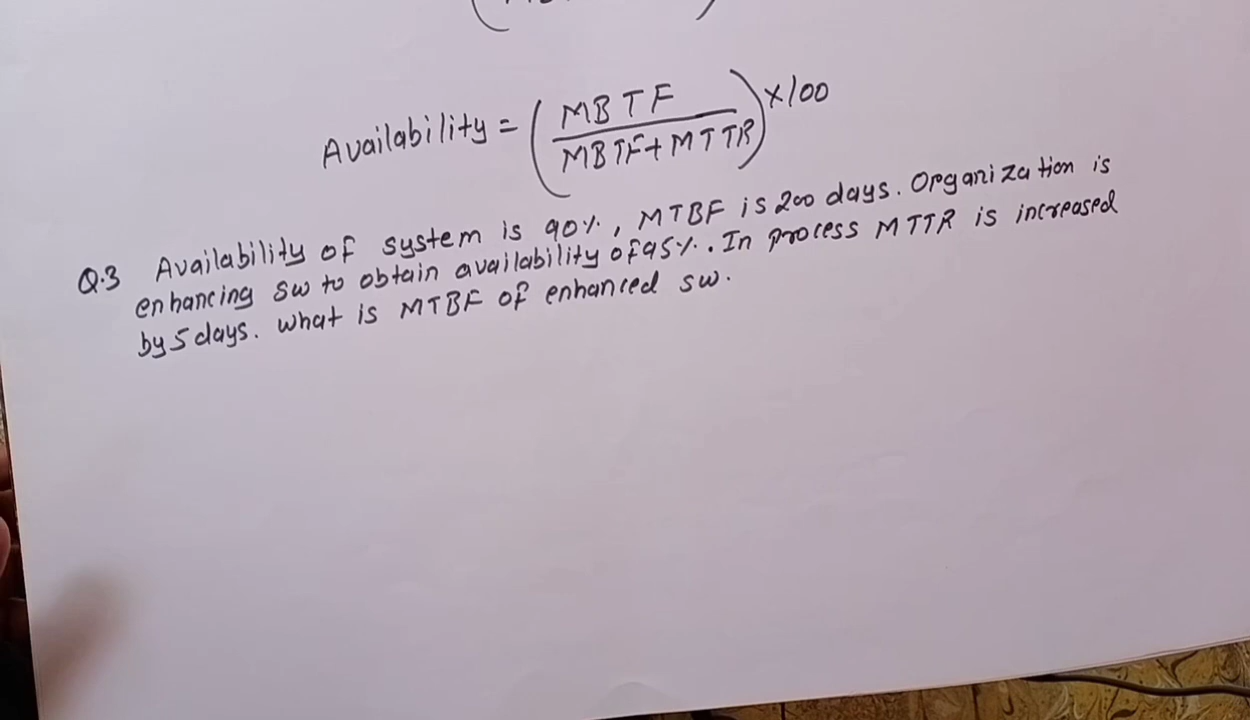 Availability = (MBTF / MBTF + MTTR) × 100
Q.3 Availability of system is 90%, MTBF is 200 days. Organization is
enhancing sw to obtain availability of 95%. In process MTTR is increased
by 5 days. What is MTBF of enhanced sw.